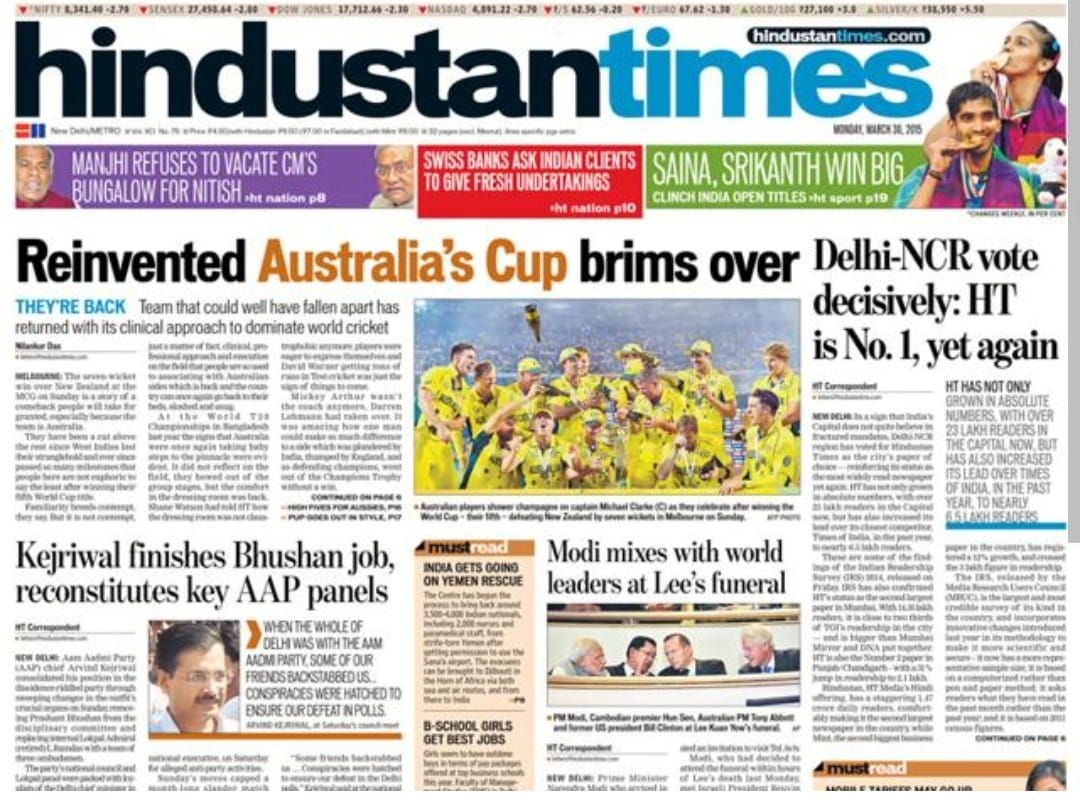 NIFTY 8,341.40 -2.70 SENSEX 27,458.64 -2.80 DOW JONES 17,712.66 -2.30 NASDAQ 4,891.22 -2.70 ₹/$ 62.56 -0.20 ₹/EURO 67.62 -1.30 GOLD/10G ₹27,100 +3.0 SILVER/K ₹38,950 +5.50
hindustantimes.com
hindustantimes
New Delhi/METRO
MONDAY, MARCH 30, 2015
MANJHI REFUSES TO VACATE CM'S
BUNGALOW FOR NITISH »ht nation p8
SWISS BANKS ASK INDIAN CLIENTS
TO GIVE FRESH UNDERTAKINGS
»ht nation p10
SAINA, SRIKANTH WIN BIG
CLINCH INDIA OPEN TITLES »ht sport p19
*CHANGES WEEKLY, IN PER CENT
Reinvented Australia's Cup brims over
THEY'RE BACK Team that could well have fallen apart has
returned with its clinical approach to dominate world cricket
Nilankur Das
letters@hindustantimes.com
MELBOURNE: The seven-wicket
win over New Zealand at the
MCG on Sunday is a story of a
comeback people will take for
granted, especially because the
team is Australia.
They have been a cut above
the rest since West Indies lost
their stranglehold and over since
passed so many milestones that
people here are not euphoric to
say the least after winning their
fifth World Cup title.
Familiarity breeds contempt,
they say. But it is not contempt,
just a matter of fact, clinical, pro-
fessional approach and execution
on the field that people are so used
to associating with Australian
sides which is back and the coun-
try can once again go back to their
beds, sloshed and smug.
At the World T20
Championships in Bangladesh
last year the signs that Australia
were once again taking baby
steps to the pinnacle were evi-
dent. It did not reflect on the
field, they bowed out of the
group stages, but the comfort
in the dressing room was back.
Shane Watson had told HT how
the dressing room was not claus-
trophobic anymore, players were
eager to express themselves and
David Warner getting tons of
runs in Test cricket was just the
sign of things to come.
Mickey Arthur wasn't
the coach anymore, Darren
Lehmann had taken over. It
was amazing how one man
could make so much difference
to a side which was plundered by
India, thumped by England, and
as defending champions, went
out of the Champions Trophy
without a win.
CONTINUED ON PAGE 6
HIGH FIVES FOR AUSSIES, P16
PUP GOES OUT IN STYLE, P17
Australian players shower champagne on captain Michael Clarke (C) as they celebrate after winning the
World Cup - their fifth - defeating New Zealand by seven wickets in Melbourne on Sunday. AFP PHOTO
Delhi-NCR vote
decisively: HT
is No. 1, yet again
HT Correspondent
letters@hindustantimes.com
NEW DELHI: In a sign that India's
Capital does not quite believe in
fractured mandates, Delhi NCR
region has voted for Hindustan
Times as the city's paper of
choice — reinforcing its status as
the most widely read newspaper
yet again. HT has not only grown
in absolute numbers, with over
23 lakh readers in the Capital
now, but has also increased its
lead over its closest competitor,
Times of India, in the past year,
to nearly 6.5 lakh readers.
These are some of the find-
ings of the Indian Readership
Survey (IRS) 2014, released on
Friday. IRS has also confirmed
HT's status as the second largest
paper in Mumbai. With 14.31 lakh
readers, it is close to two thirds
of TOI's readership in the city
— and is bigger than Mumbai
Mirror and DNA put together.
HT is also the Number 2 paper in
Punjab/Chandigarh - with a 31%
jump in readership to 2.1 lakh.
Hindustan, HT Media's Hindi
offering, has a staggering 1.47
crore daily readers, comfort-
ably making it the second largest
newspaper in the country, while
Mint, the second biggest business
HT HAS NOT ONLY
GROWN IN ABSOLUTE
NUMBERS, WITH OVER
23 LAKH READERS IN
THE CAPITAL NOW, BUT
HAS ALSO INCREASED
ITS LEAD OVER TIMES
OF INDIA, IN THE PAST
YEAR, TO NEARLY
6.5 LAKH READERS
paper in the country, has regis-
tered a 12% growth, and crossed
the 3 lakh figure in readership.
The IRS, released by the
Media Research Users Council
(MRUC), is the largest and most
credible survey of its kind in
the country, and incorporates
innovative changes introduced
last year in its methodology to
make it more scientific and
secure - it now has a more repre-
sentative sample size, it is based
on a computerized rather than
pen and paper method; it asks
readers what they have read in
the past month rather than the
past year; and it is based on 2011
census figures.
CONTINUED ON PAGE 6
Kejriwal finishes Bhushan job,
reconstitutes key AAP panels
HT Correspondent
letters@hindustantimes.com
NEW DELHI: Aam Aadmi Party
(AAP) chief Arvind Kejriwal
consolidated his position in the
dissidence riddled party through
sweeping changes in the outfit's
crucial organs on Sunday, remov-
ing Prashant Bhushan from the
disciplinary committee and
replacing internal Lokpal Admiral
(retired) L Ramdas with a team of
three ombudsmen.
The party's national council and
Lokpal panel were packed with loy-
alists of the Delhi chief minister in
WHEN THE WHOLE OF
DELHI WAS WITH THE AAM
AADMI PARTY, SOME OF OUR
FRIENDS BACKSTABBED US...
CONSPIRACIES WERE HATCHED TO
ENSURE OUR DEFEAT IN POLLS.
ARVIND KEJRIWAL, at Saturday's council meet
national executive, on Saturday
for alleged anti-party activities.
Sunday's moves capped a
month-long slander match
"Some friends backstabbed
us ... Conspiracies were hatched
to ensure our defeat in the Delhi
polls," Kejriwal said at the national
mustread
INDIA GETS GOING
ON YEMEN RESCUE
The Centre has begun the
process to bring back around
3,500-4,000 Indian nationals,
including 2,000 nurses and
paramedical staff, from
strife-torn Yemen after
getting permission to use the
Sana's airport. The evacuees
can be brought to Djibouti in
the Horn of Africa via both
sea and air routes, and from
there to India »P8
B-SCHOOL GIRLS
GET BEST JOBS
Girls seem to have outdone
boys in terms of pay packages
offered at top business schools
this year. Faculty of Manage-
Modi mixes with world
leaders at Lee's funeral
PM Modi, Cambodian premier Hun Sen, Australian PM Tony Abbott
and former US president Bill Clinton at Lee Kuan Yew's funeral. AP
HT Correspondent
letters@hindustantimes.com
NEW DELHI: Prime Minister
Narendra Modi who arrived in
ated an invitation to visit Tel Aviv.
Modi, who had decided to
attend the funeral within hours
of Lee's death last Monday,
met Israeli President Reuvin
mustread
MOBILE TARIFFS MAY GO UP